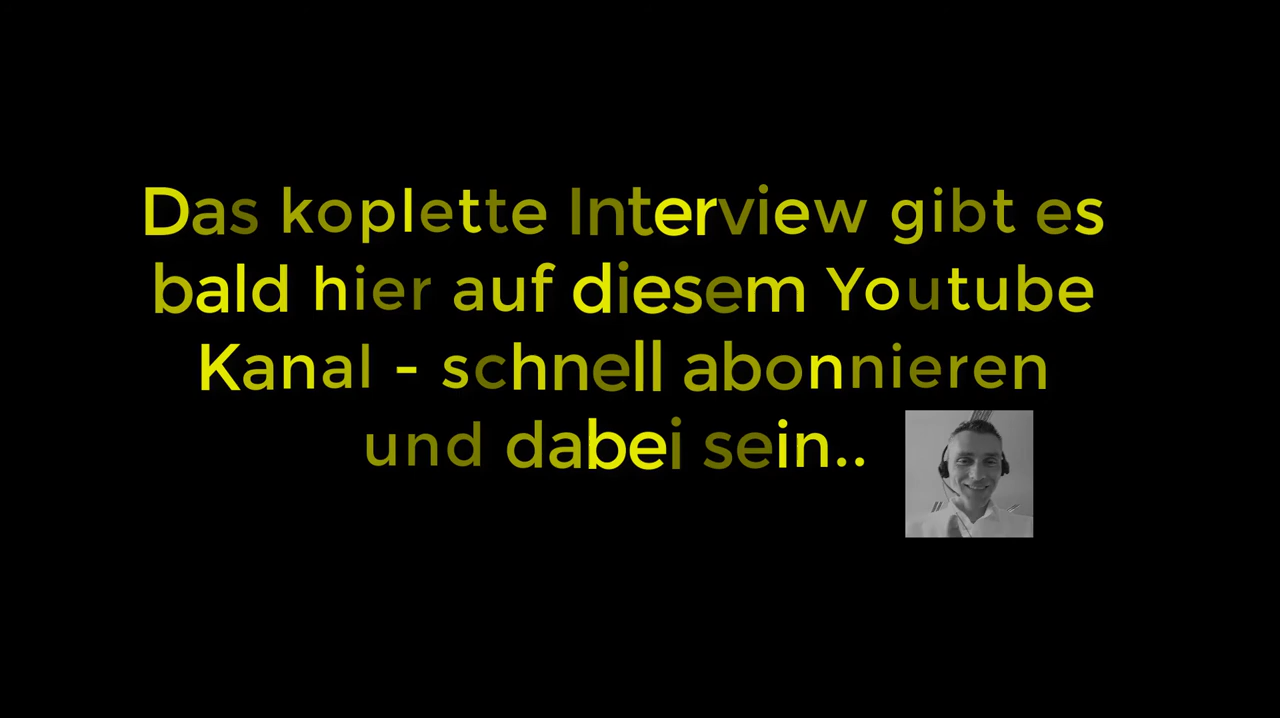 Das koplette Interview gibt es
bald hier auf diesem Youtube
Kanal - schnell abonnieren
und dabei sein..